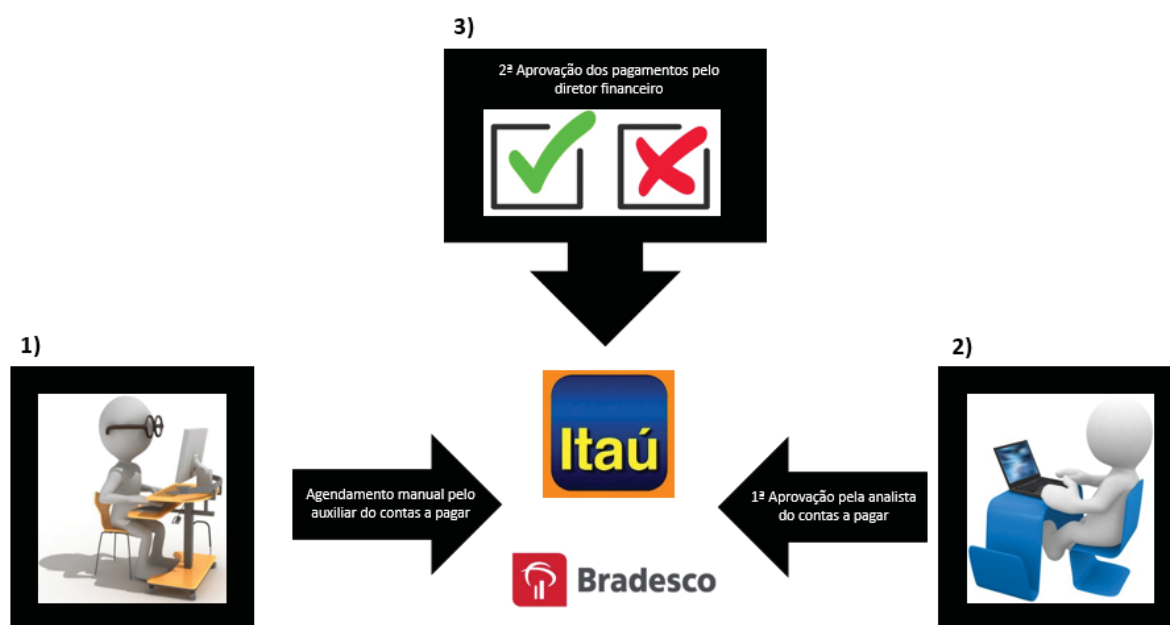 3)
2ª Aprovação dos pagamentos pelo
diretor financeiro
1)
2)
Itaú
Agendamento manual pelo
auxiliar do contas a pagar
1ª Aprovação pela analista
do contas a pagar
Bradesco